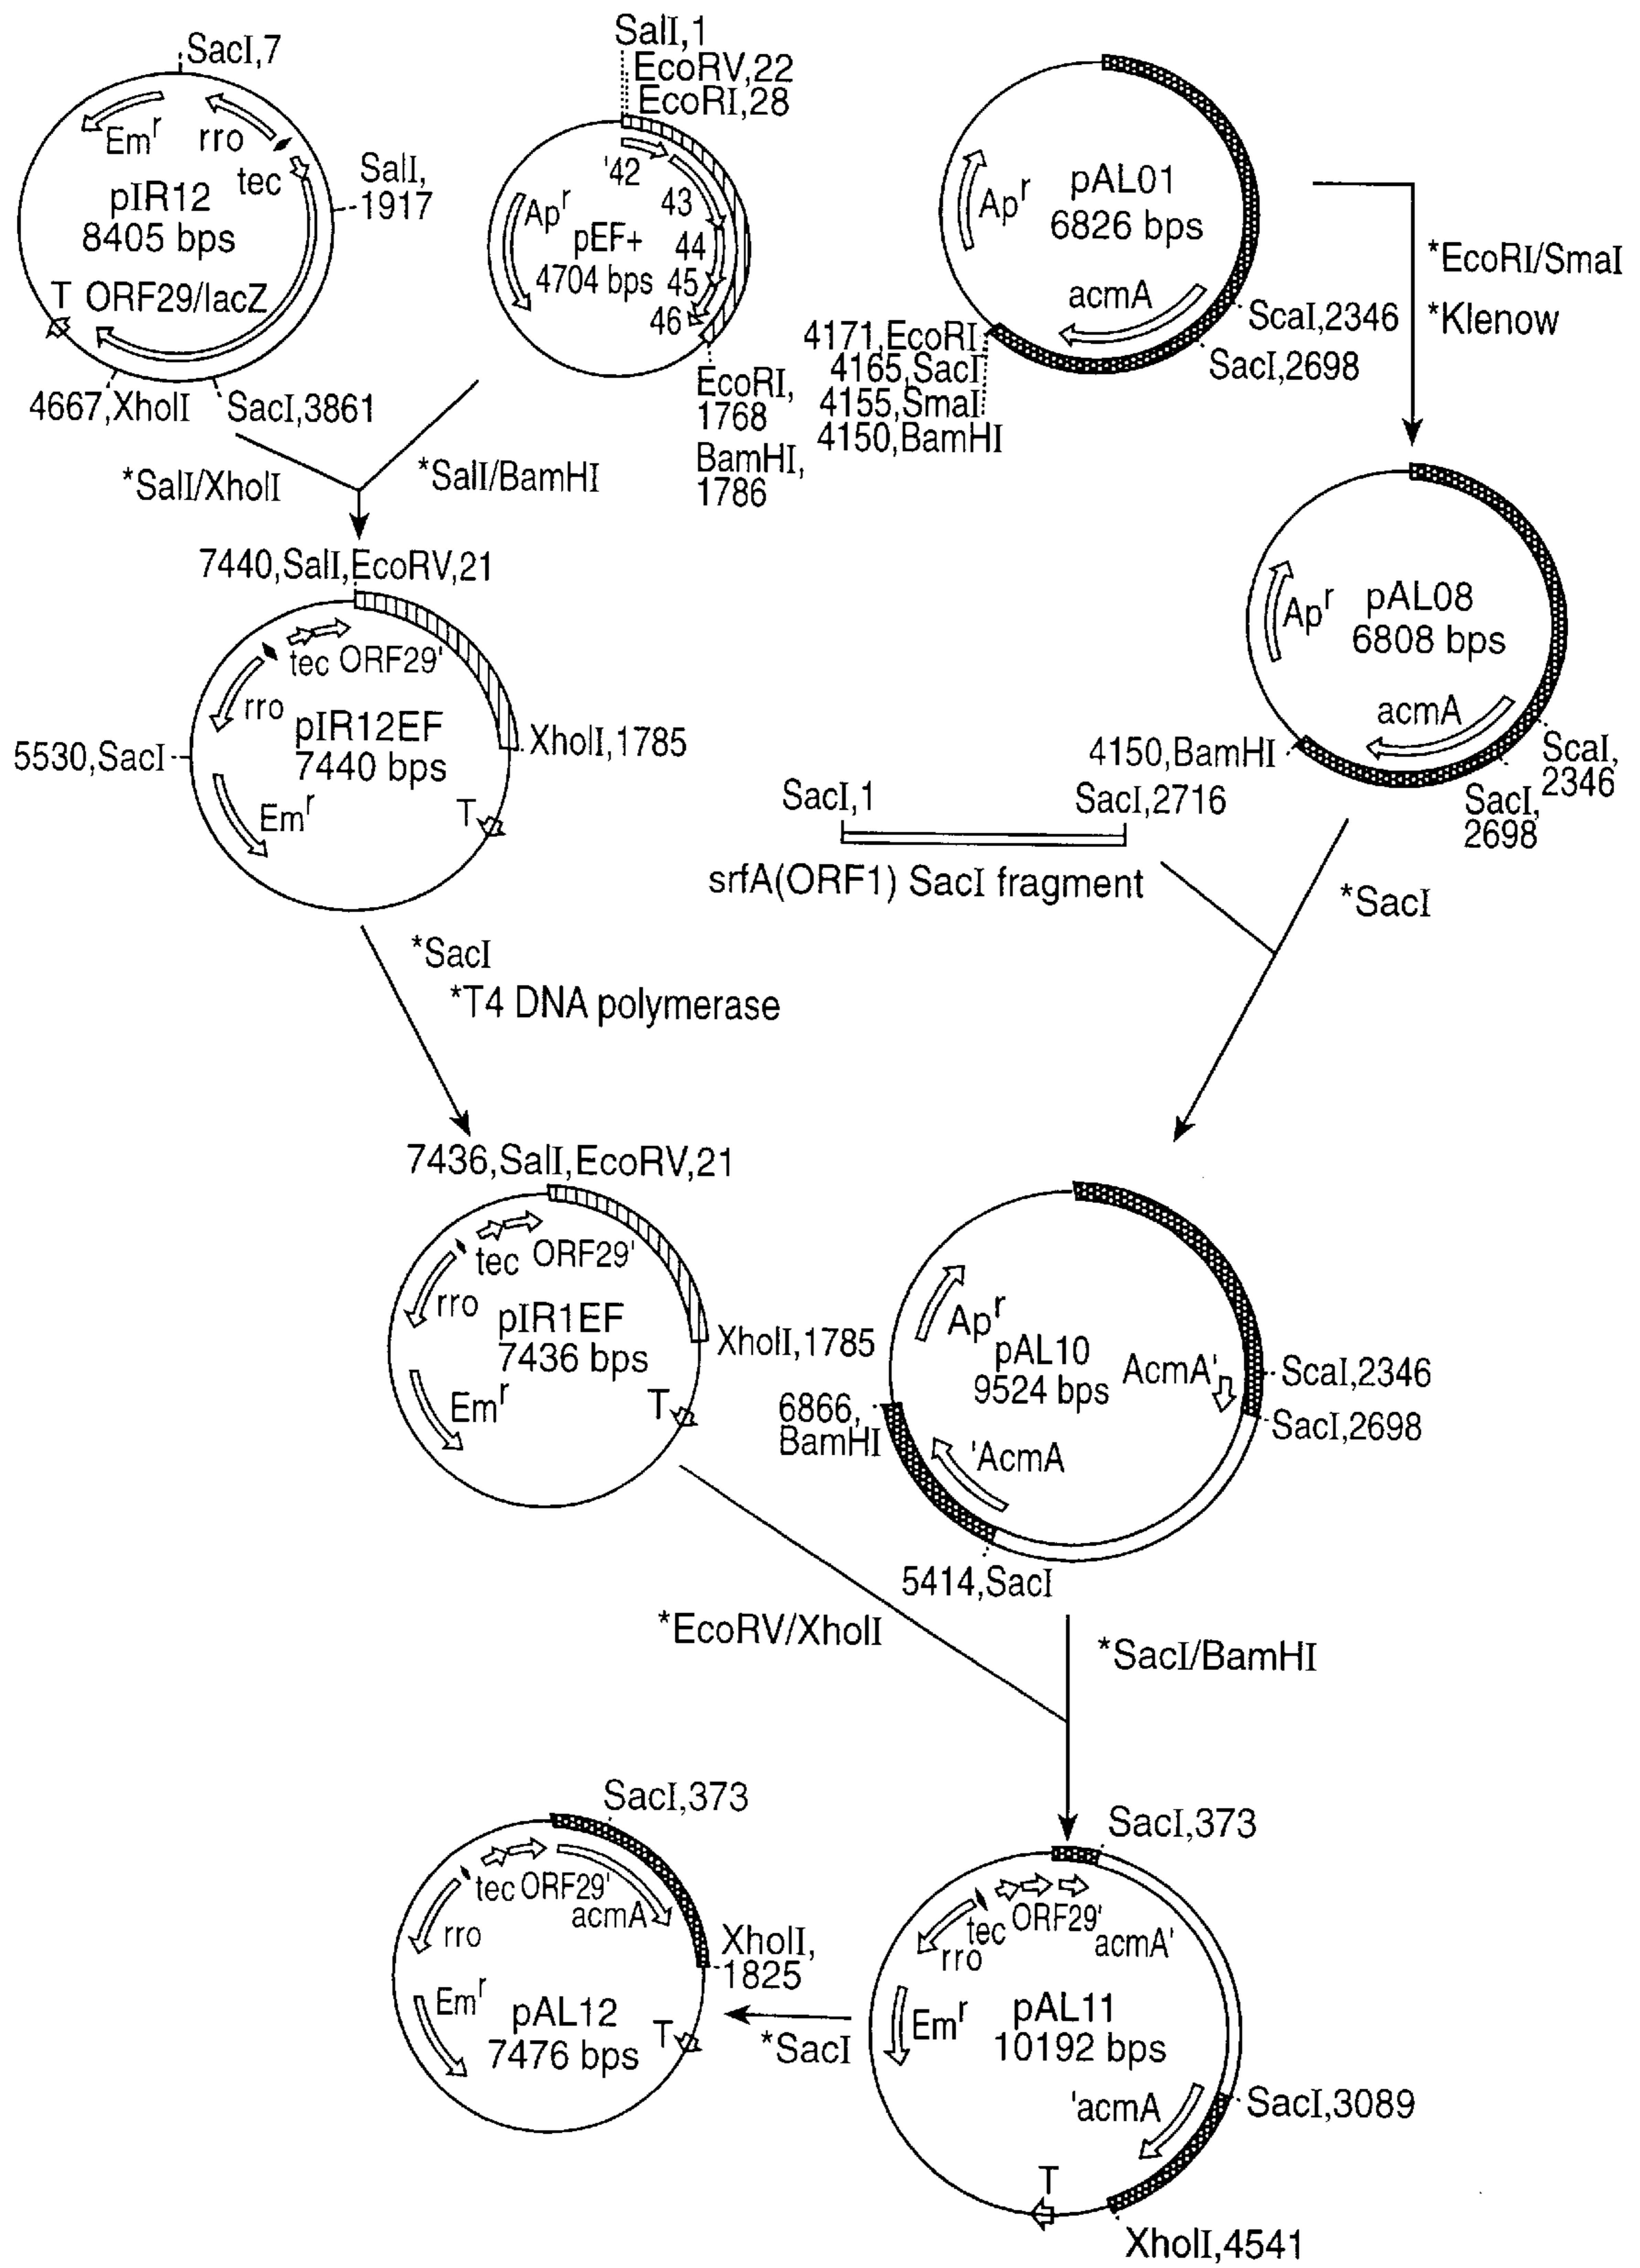 SacI,7
Em^r
rro
tec
SalI,
1917
pIR12
8405 bps
T ORF29/lacZ
4667,XholI
SacI,3861
*SalI/XholI
SalI,1
EcoRV,22
EcoRI,28
'42
43
44
45
46
Ap^r
pEF+
4704 bps
EcoRI,
1768
BamHI,
1786
*SalI/BamHI
Ap^r
pAL01
6826 bps
acmA
ScaI,2346
SacI,2698
4171,EcoRI
4165,SacI
4155,SmaI
4150,BamHI
*EcoRI/SmaI
*Klenow
7440,SalI,EcoRV,21
tec ORF29'
rro
pIR12EF
7440 bps
XholI,1785
5530,SacI
Em^r
T
Ap^r
pAL08
6808 bps
acmA
4150,BamHI
ScaI,
2346
SacI,
2698
SacI,1
SacI,2716
srfA(ORF1) SacI fragment
*SacI
*SacI
*T4 DNA polymerase
7436,SalI,EcoRV,21
tec ORF29'
rro
pIR1EF
7436 bps
XholI,1785
Em^r
T
Ap^r
pAL10
9524 bps
AcmA'
ScaI,2346
SacI,2698
6866,
BamHI
'AcmA
5414,SacI
*EcoRV/XholI
*SacI/BamHI
SacI,373
tec ORF29'
acmA
rro
XholI,
1825
Em^r
pAL12
7476 bps
T
*SacI
SacI,373
tec
ORF29'
acmA'
rro
Em^r
pAL11
10192 bps
'acmA
SacI,3089
T
XholI,4541